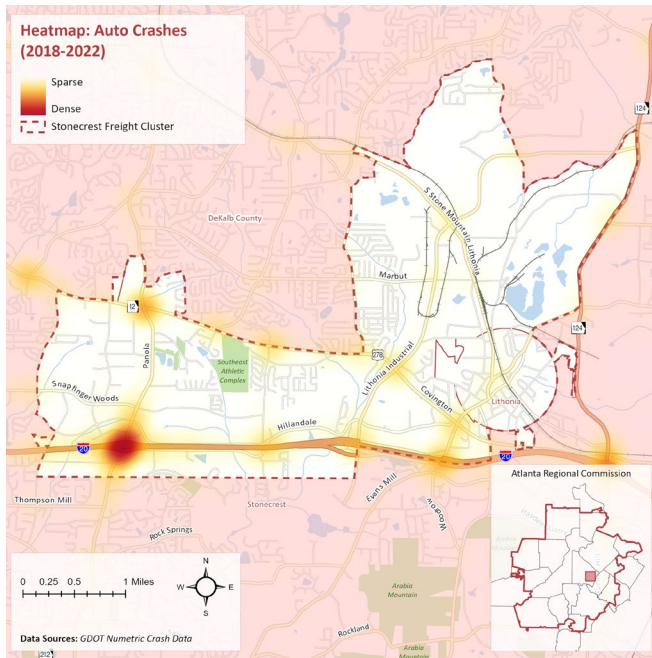 Heatmap: Auto Crashes
(2018-2022)
Sparse
Dense
Stonecrest Freight Cluster
124
DeKalb County
S Stone Mountain Lithonia
Marbut
12
124
Panola
278
Southeast
Athletic
Complex
Lithonia Industrial
Snapfinger Woods
Covington
Lithonia
Hillandale
20
20
Evans Mill
Atlanta Regional Commission
Thompson Mill
Stonecrest
Woodrow
Rock Springs
N
0 0.25 0.5 1 Miles
W E
S
Arabia
Mountain
Rockland
Data Sources: GDOT Numeric Crash Data
Arabia
Mountain
212